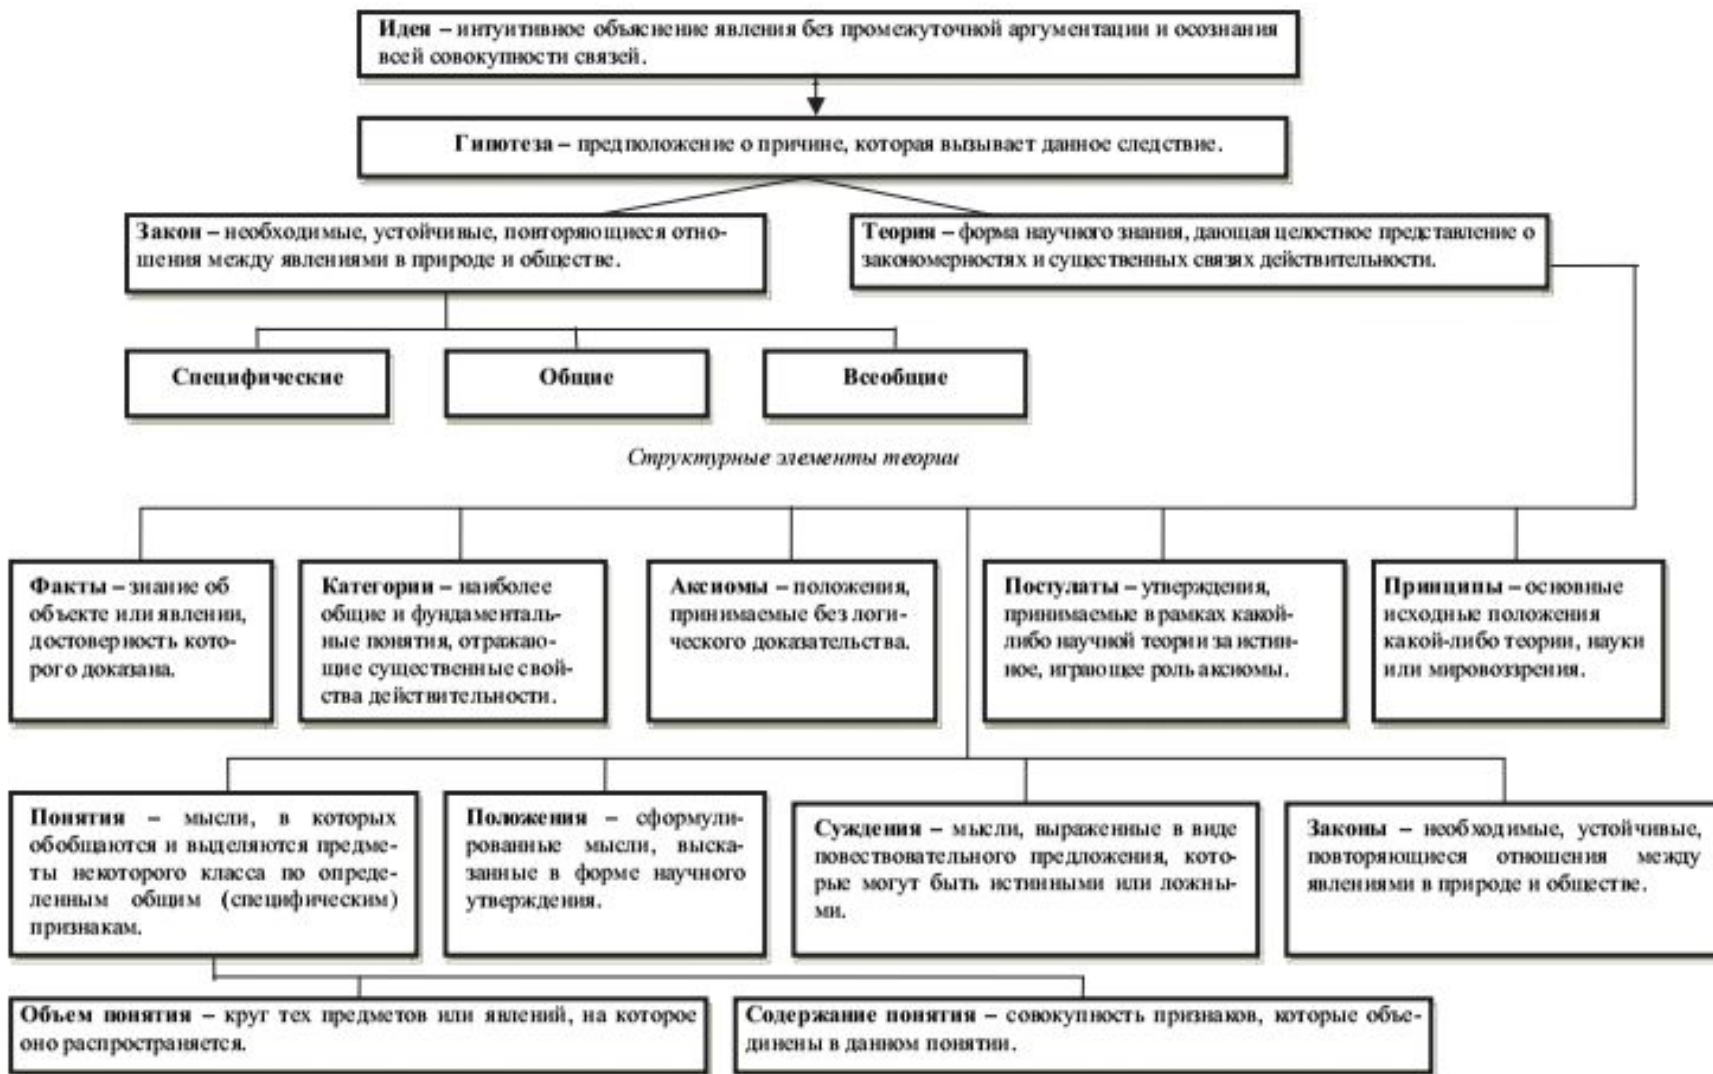 Идея – интуитивное объяснение явления без промежуточной аргументации и осознания
всей совокупности связей.
Гипотеза – предположение о причине, которая вызывает данное следствие.
Закон – необходимые, устойчивые, повторяющиеся отно-
шения между явлениями в природе и обществе.
Теория – форма научного знания, дающая целостное представление о
закономерностях и существенных связях действительности.
Специфические
Общие
Всеобщие
Структурные элементы теории
Факты – знание об
объекте или явлении,
достоверность кото-
рого доказана.
Категории – наиболее
общие и фундаменталь-
ные понятия, отражаю-
щие существенные свой-
ства действительности.
Аксиомы – положения,
принимаемые без логи-
ческого доказательства.
Постулаты – утверждения,
принимаемые в рамках какой-
либо научной теории за истин-
ное, играющее роль аксиомы.
Принципы – основные
исходные положения
какой-либо теории, науки
или мировоззрения.
Понятия – мысли, в которых
обобщаются и выделяются предме-
ты некоторого класса по опреде-
ленным общим (специфическим)
признакам.
Положения – сформули-
рованные мысли, выска-
занные в форме научного
утверждения.
Суждения – мысли, выраженные в виде
повествовательного предложения, кото-
рые могут быть истинными или ложны-
ми.
Законы – необходимые, устойчивые,
повторяющиеся отношения между
явлениями в природе и обществе.
Объем понятия – круг тех предметов или явлений, на которое
оно распространяется.
Содержание понятия – совокупность признаков, которые объе-
динены в данном понятии.